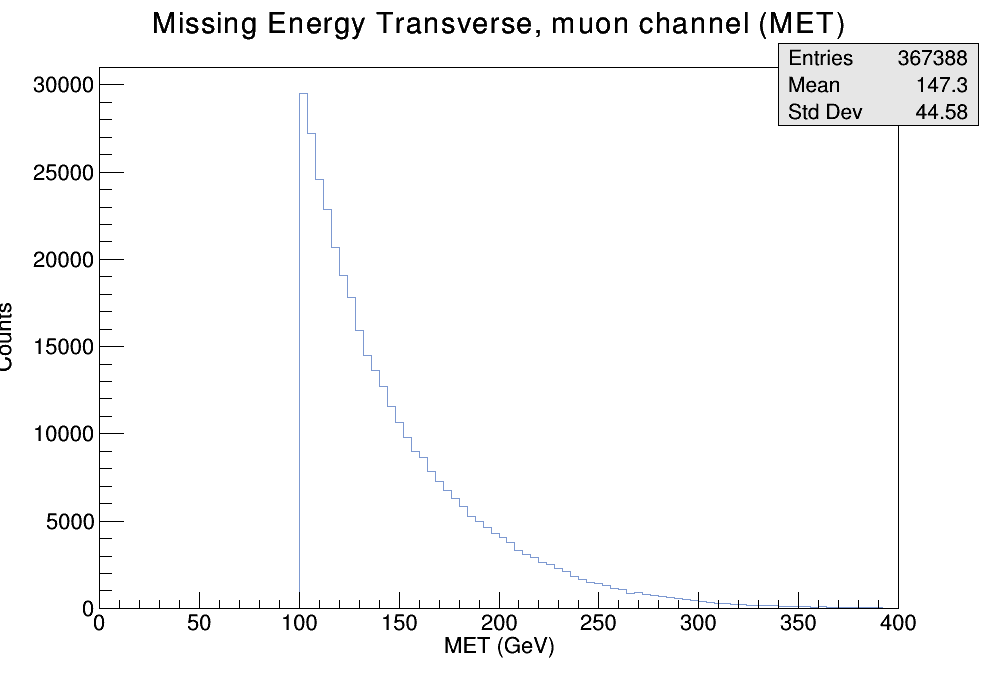 Missing Energy Transverse, muon channel (MET)
Entries 367388
Mean 147.3
Std Dev 44.58
30000
25000
20000
15000
10000
5000
0
Counts
0 50 100 150 200 250 300 350 400
MET (GeV)